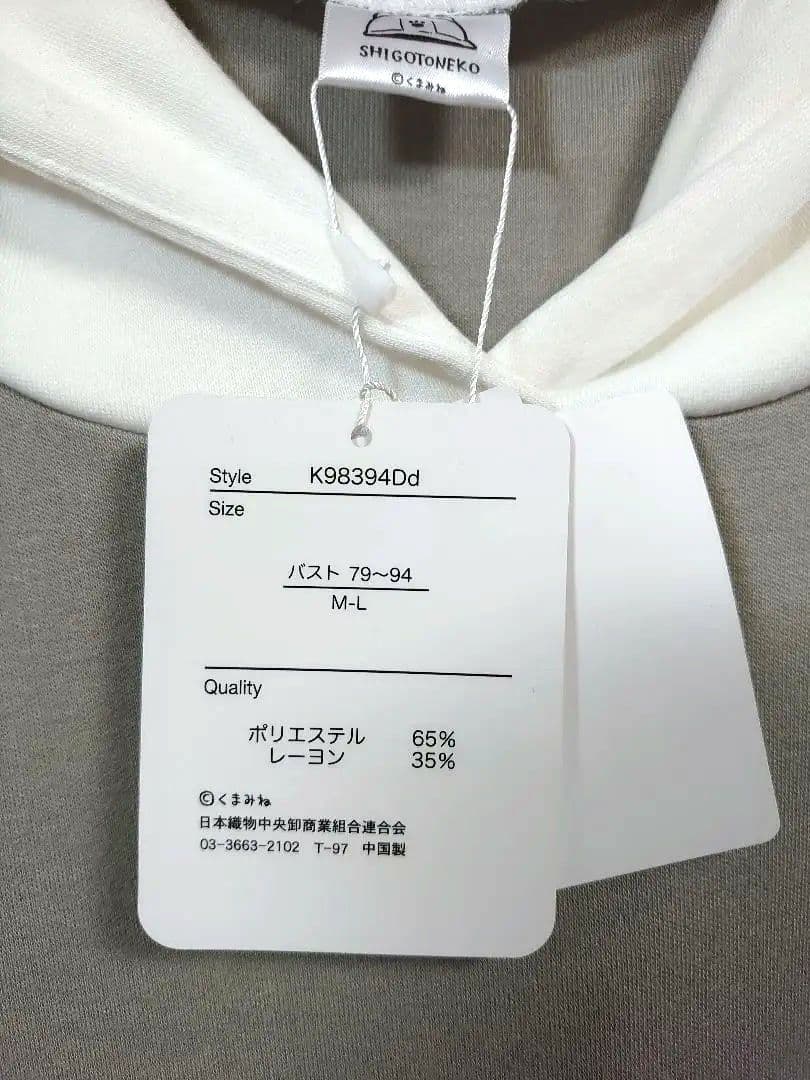 SHIGOTONEKO
©くまみね
Style K98394Dd
Size
バスト 79〜94
M-L
Quality
ポリエステル 65%
レーヨン 35%
©くまみね
日本織物中央卸商業組合連合会
03-3663-2102 T-97 中国製